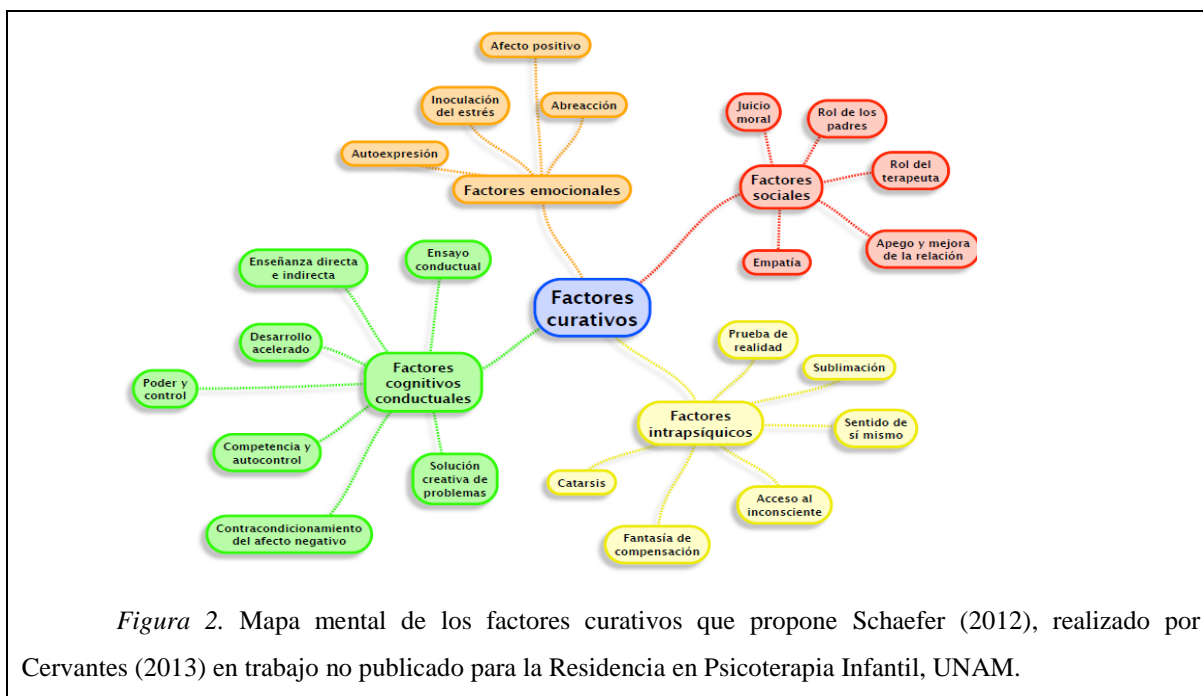 Afecto positivo
Inoculación
del estrés
Abreacción
Autoexpresión
Factores emocionales
Juicio
moral
Rol de los
padres
Rol del
terapeuta
Factores
sociales
Apego y mejora
de la relación
Empatía
Factores
curativos
Enseñanza directa
e indirecta
Ensayo
conductual
Desarrollo
acelerado
Poder y
control
Factores
cognitivos
conductuales
Competencia y
autocontrol
Solución
creativa de
problemas
Contracondicionamiento
del afecto negativo
Prueba de
realidad
Sublimación
Factores
intrapsíquicos
Sentido de
sí mismo
Catarsis
Acceso al
inconsciente
Fantasía de
compensación
Figura 2. Mapa mental de los factores curativos que propone Schaefer (2012), realizado por
Cervantes (2013) en trabajo no publicado para la Residencia en Psicoterapia Infantil, UNAM.